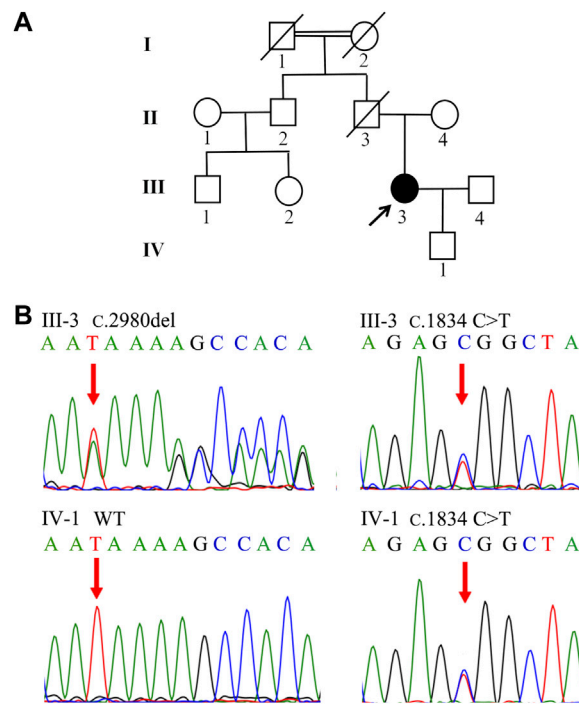 A
I
1 2
II
1 2 3 4
III
1 2 3 4
IV
1
B
III-3 c.2980del
A A T A A A A G C C A C A
III-3 c.1834 C>T
A G A G C G G C T A
IV-1 WT
A A T A A A A G C C A C A
IV-1 c.1834 C>T
A G A G C G G C T A